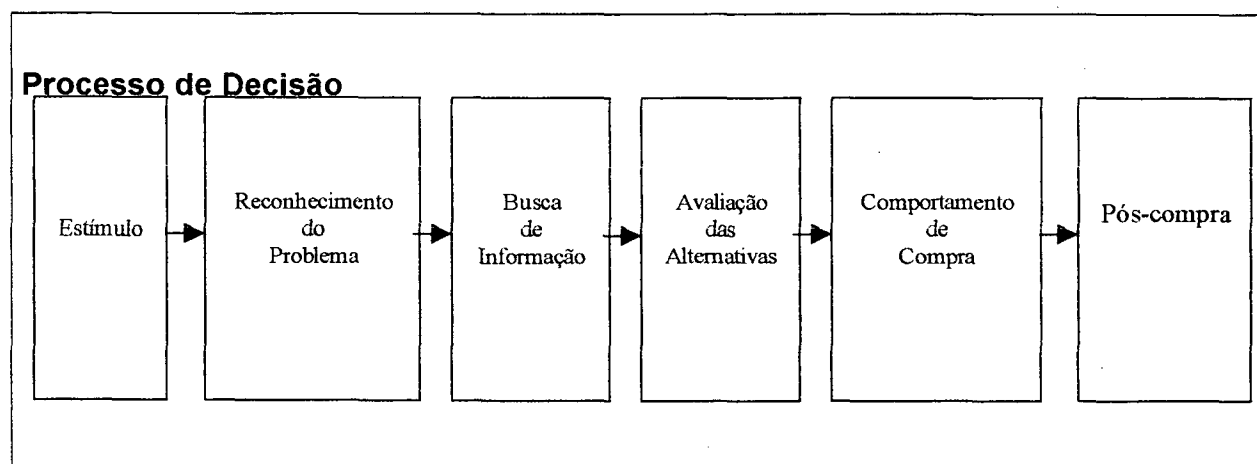 Processo de Decisão
Estímulo
Reconhecimento
do
Problema
Busca
de
Informação
Avaliação
das
Alternativas
Comportamento
de
Compra
Pós-compra